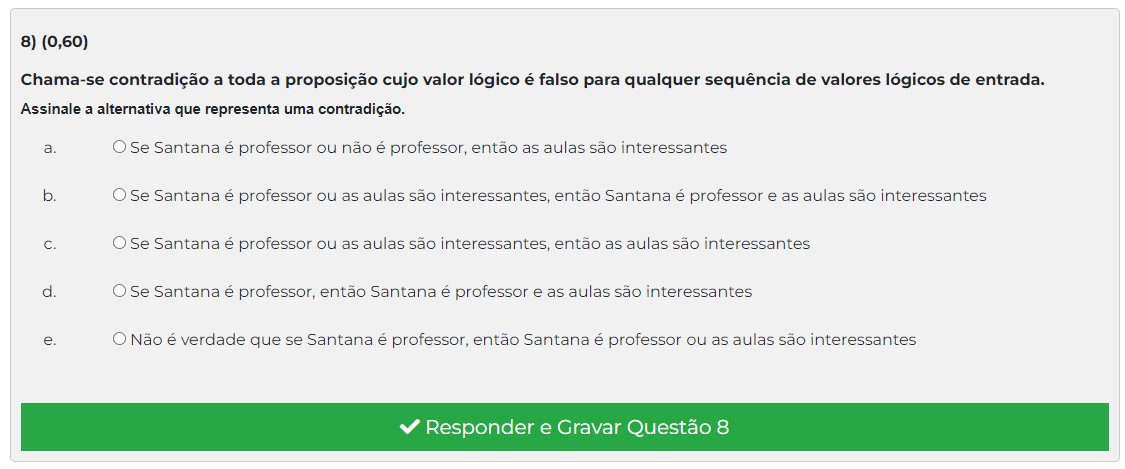 8) (0,60)
Chama-se contradição a toda a proposição cujo valor lógico é falso para qualquer sequência de valores lógicos de entrada.
Assinale a alternativa que representa uma contradição.
a. Se Santana é professor ou não é professor, então as aulas são interessantes
b. Se Santana é professor ou as aulas são interessantes, então Santana é professor e as aulas são interessantes
c. Se Santana é professor ou as aulas são interessantes, então as aulas são interessantes
d. Se Santana é professor, então Santana é professor e as aulas são interessantes
e. Não é verdade que se Santana é professor, então Santana é professor ou as aulas são interessantes
Responder e Gravar Questão 8